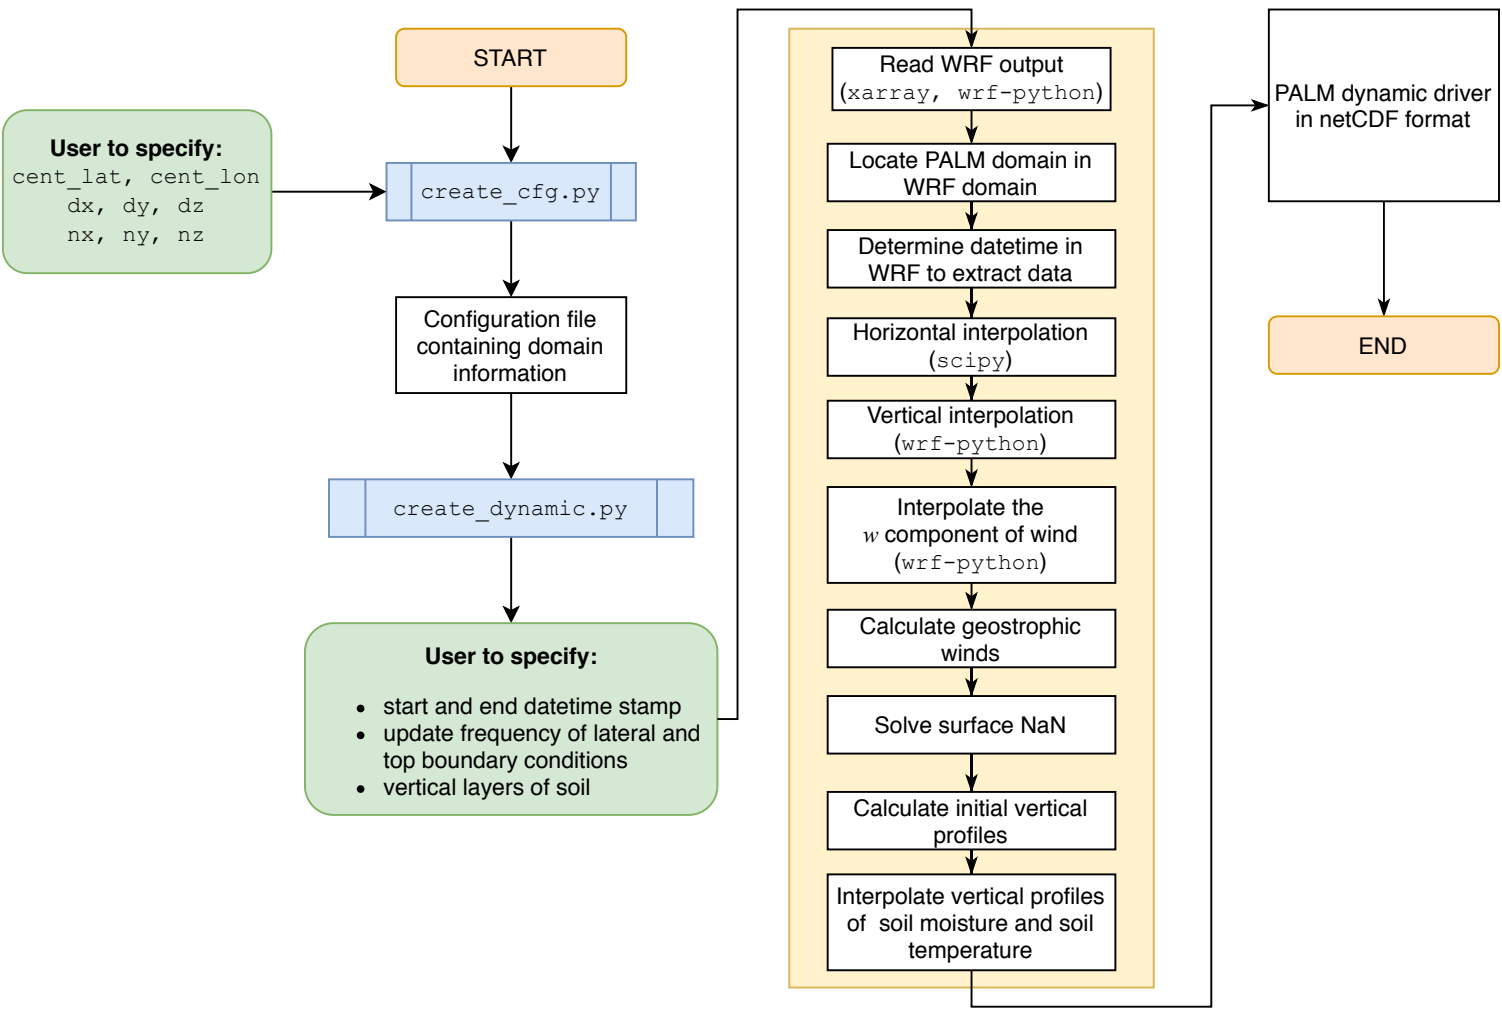 START
User to specify:
cent_lat, cent_lon
dx, dy, dz
nx, ny, nz
create_cfg.py
Configuration file
containing domain
information
create_dynamic.py
User to specify:
• start and end datetime stamp
• update frequency of lateral and
top boundary conditions
• vertical layers of soil
Read WRF output
(xarray, wrf-python)
Locate PALM domain in
WRF domain
Determine datetime in
WRF to extract data
Horizontal interpolation
(scipy)
Vertical interpolation
(wrf-python)
Interpolate the
w component of wind
(wrf-python)
Calculate geostrophic
winds
Solve surface NaN
Calculate initial vertical
profiles
Interpolate vertical profiles
of soil moisture and soil
temperature
PALM dynamic driver
in netCDF format
END